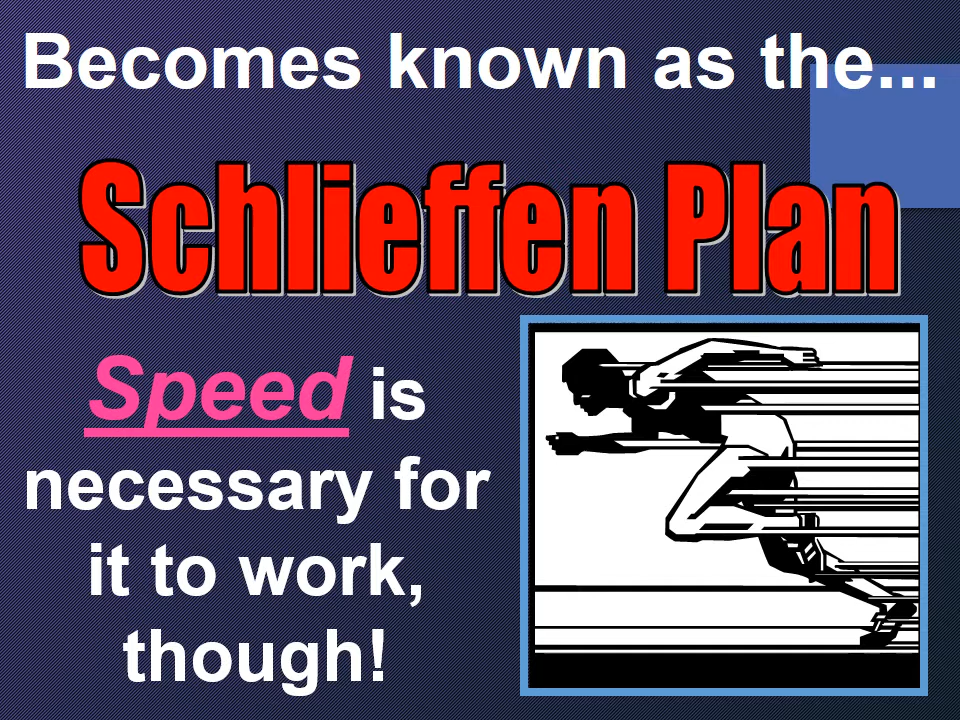 Becomes known as the...
Schlieffen Plan
Speed is
necessary for
it to work,
though!